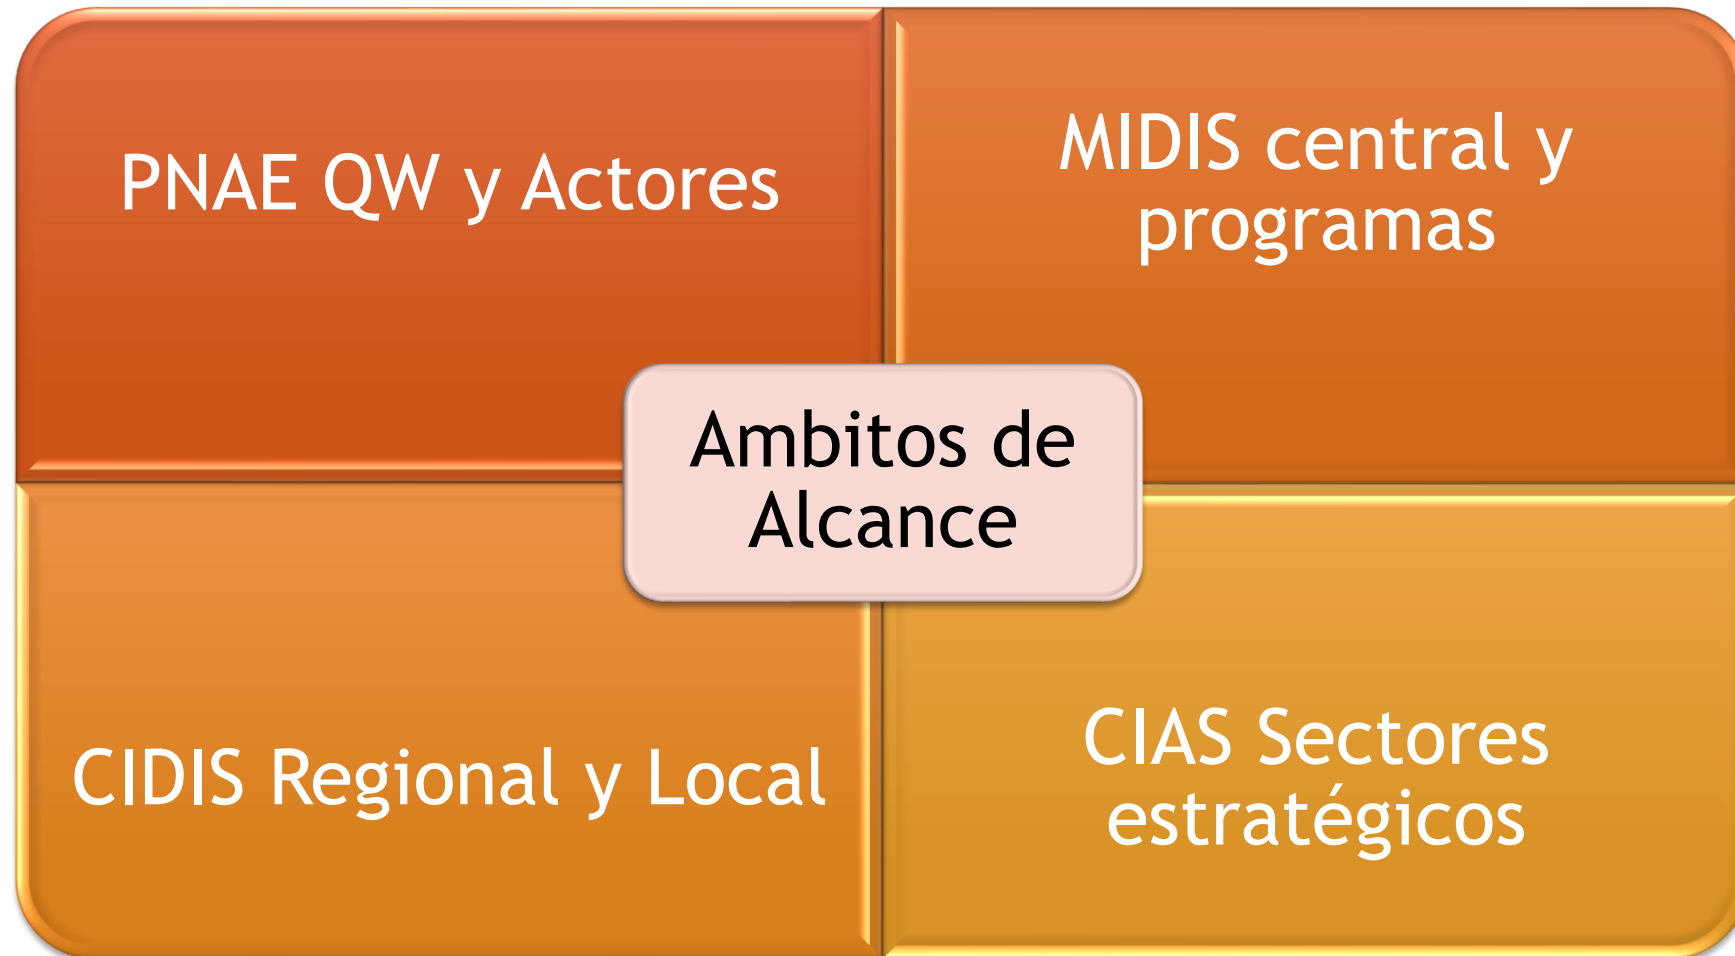 PNAE QW y Actores
MIDIS central y
programas
Ambitos de
Alcance
CIDIS Regional y Local
CIAS Sectores
estratégicos